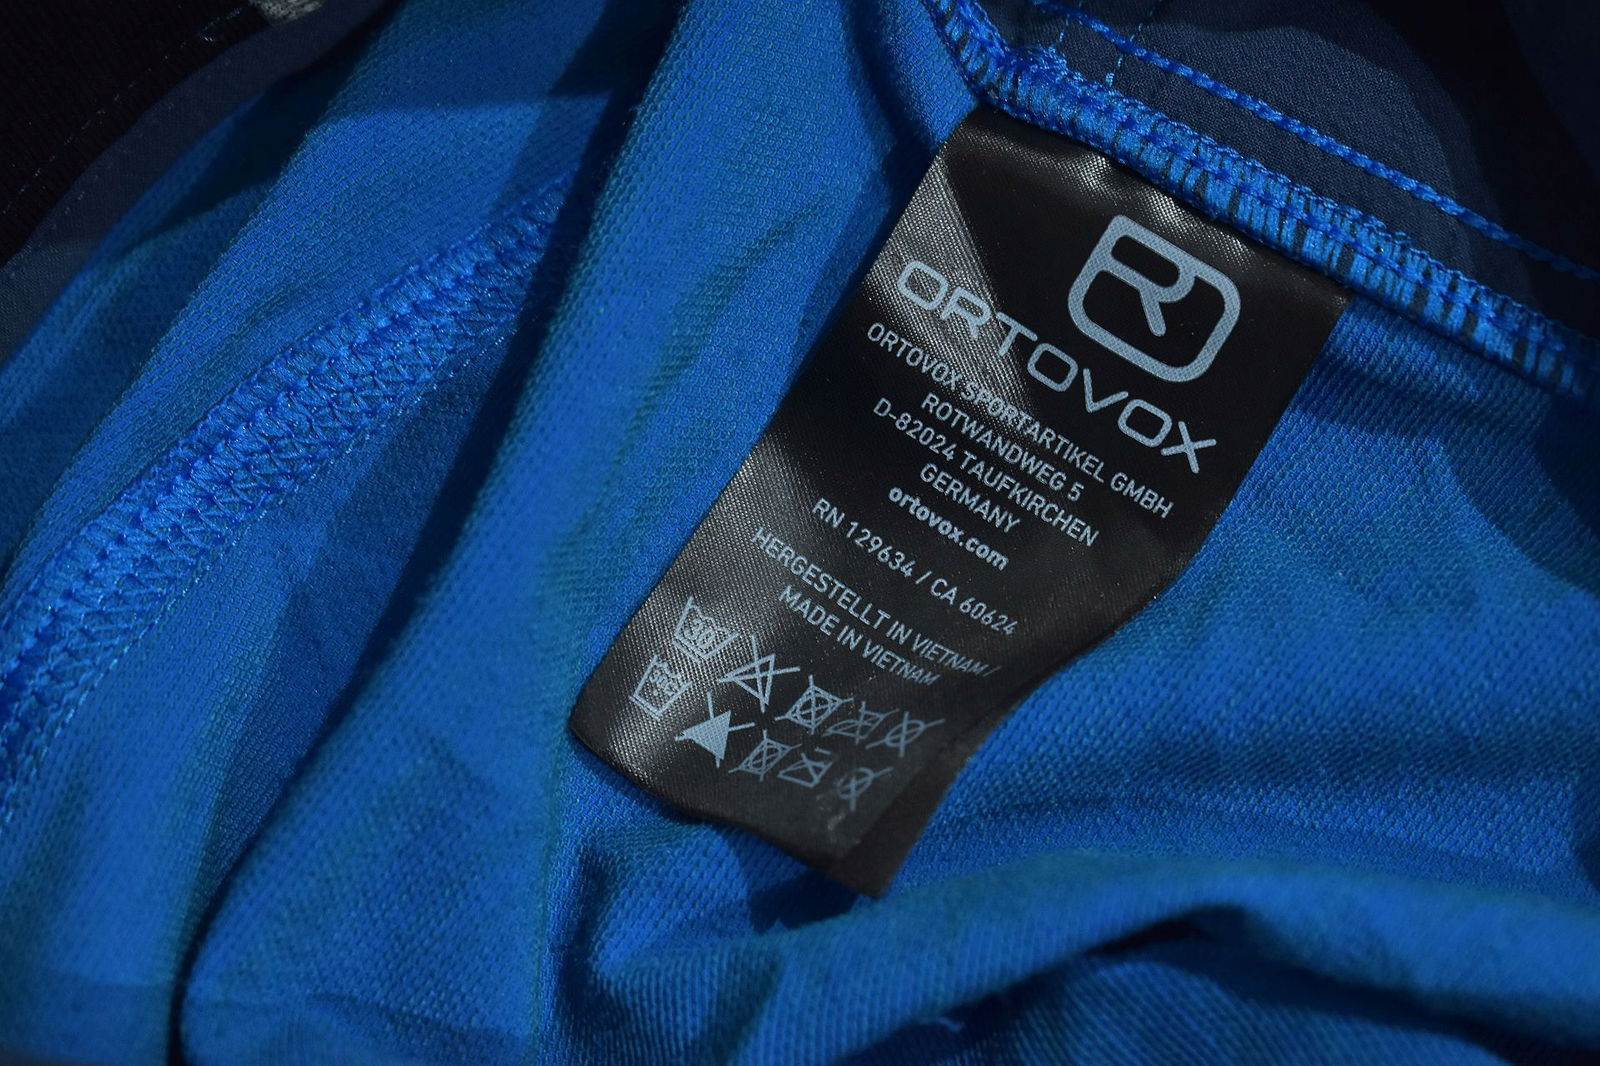 ORTOVOX
ORTOVOX SPORTARTIKEL GMBH
ROTWANDWEG 5
D-82024 TAUFKIRCHEN
GERMANY
ortovox.com
RN 129634 / CA 60624
HERGESTELLT IN VIETNAM /
MADE IN VIETNAM
30